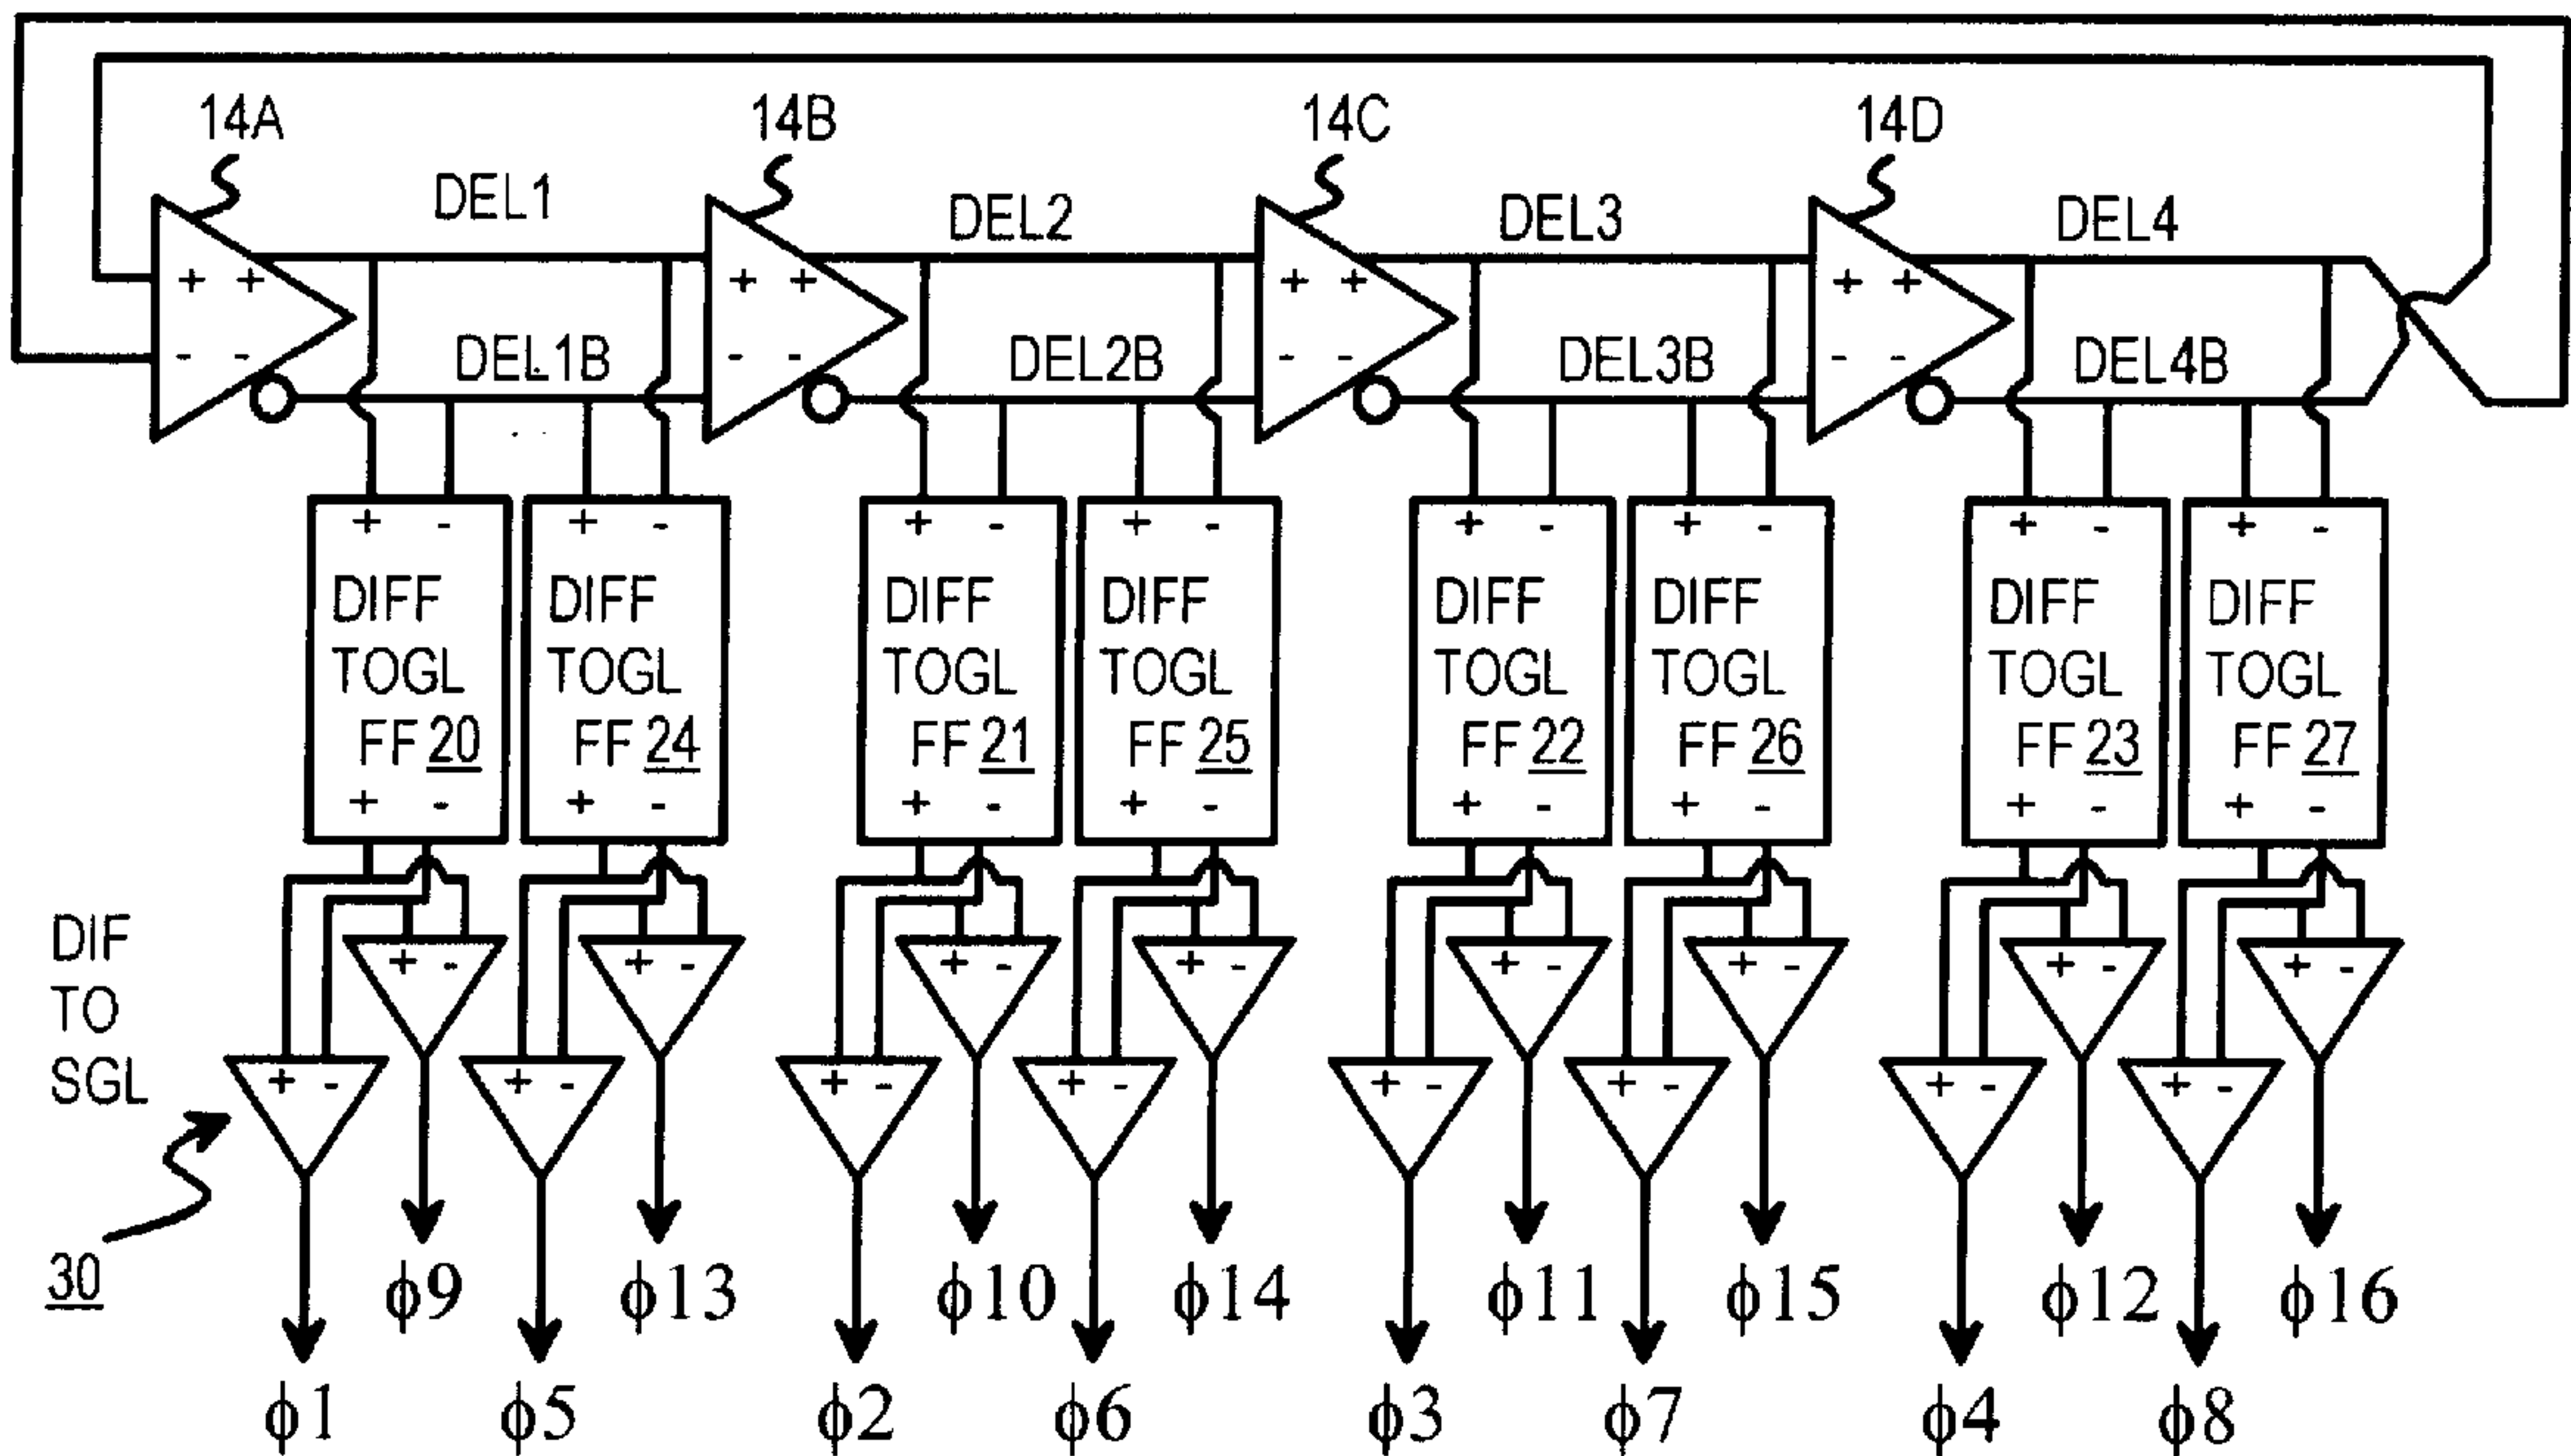 14A 14B 14C 14D
DEL1 DEL2 DEL3 DEL4
+ + + + + + + +
- - - - - - - -
DEL1B DEL2B DEL3B DEL4B
+ - + - + - + - + - + - + - + -
DIFF DIFF DIFF DIFF DIFF DIFF DIFF DIFF
TOGL TOGL TOGL TOGL TOGL TOGL TOGL TOGL
FF 20 FF 24 FF 21 FF 25 FF 22 FF 26 FF 23 FF 27
+ - + - + - + - + - + - + - + -
DIF
TO
SGL
+ - + - + - + - + - + - + - + -
+ - + - + - + - + - + - + - + -
30
ϕ9 ϕ13 ϕ10 ϕ14 ϕ11 ϕ15 ϕ12 ϕ16
ϕ1 ϕ5 ϕ2 ϕ6 ϕ3 ϕ7 ϕ4 ϕ8